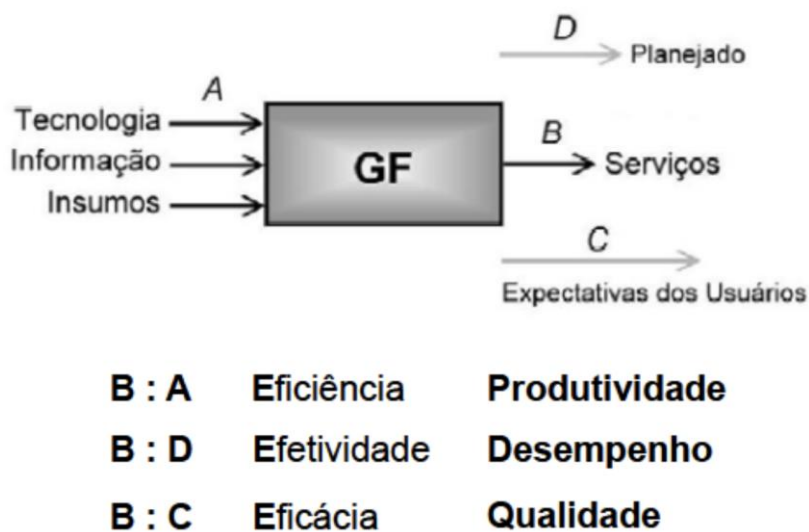 D
Planejado
A
Tecnologia
Informação
Insumos
GF
B
Serviços
C
Expectativas dos Usuários
B : A Eficiência Produtividade
B : D Efetividade Desempenho
B : C Eficácia Qualidade